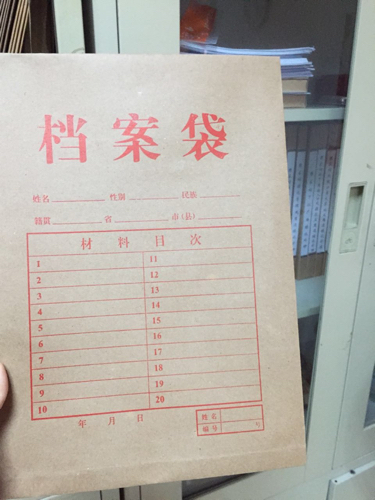 档案袋
姓名 性别 民族
籍贯 省 市(县)
材料目次
1 11
2 12
3 13
4 14
5 15
6 16
7 17
8 18
9 19
10 20
年 月 日
姓名
编号 号